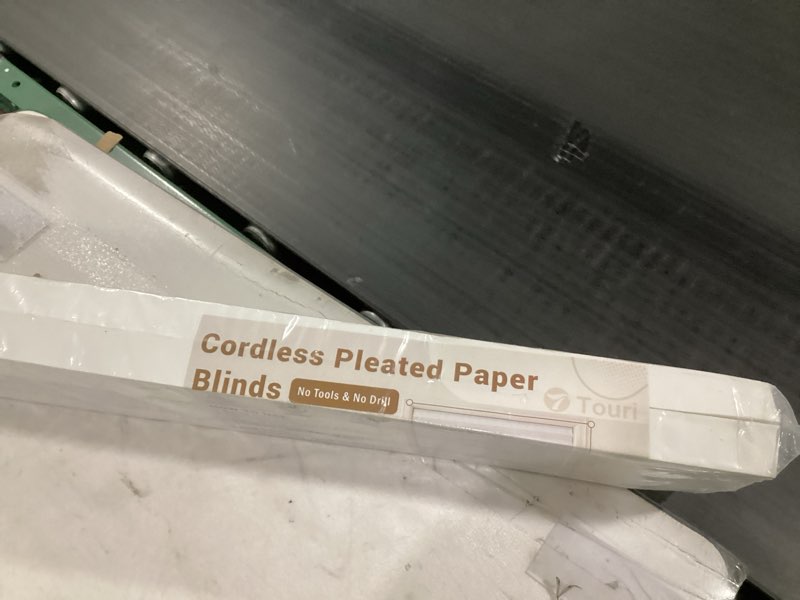 Cordless Pleated Paper
Blinds
No Tools & No Drill
Touri